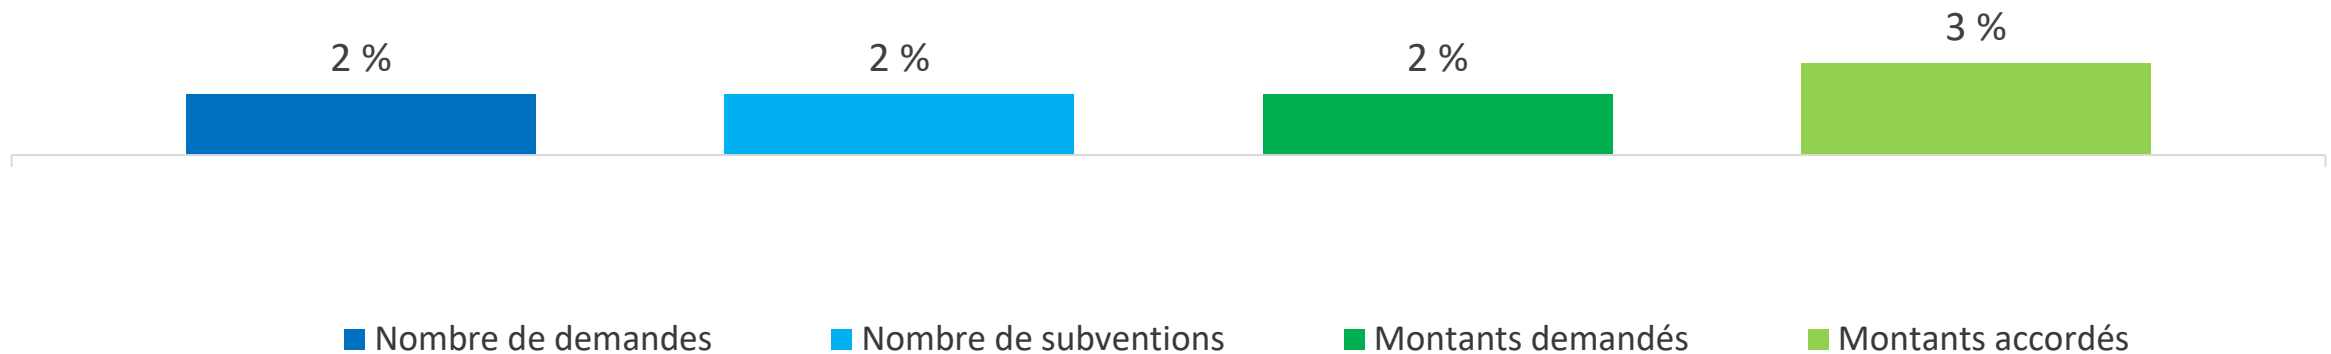 3 %
2 % 2 % 2 %
Nombre de demandes Nombre de subventions Montants demandés Montants accordés